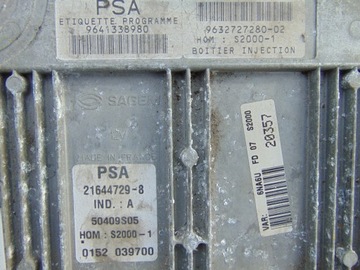 PSA
ETIQUETTE PROGRAMME
9641338980
9632727280-02
HOM : S2000-1
BOITIER INJECTION
SAGEM
PSA
21644729-8
IND. : A
50409S05
HOM : S2000-1
0152 039700
VAR: 6NA6U FD 07 S2000
20357